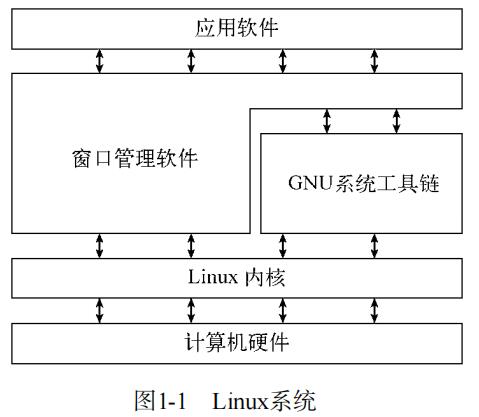 应用软件
窗口管理软件
GNU系统工具链
Linux 内核
计算机硬件
图1-1 Linux系统